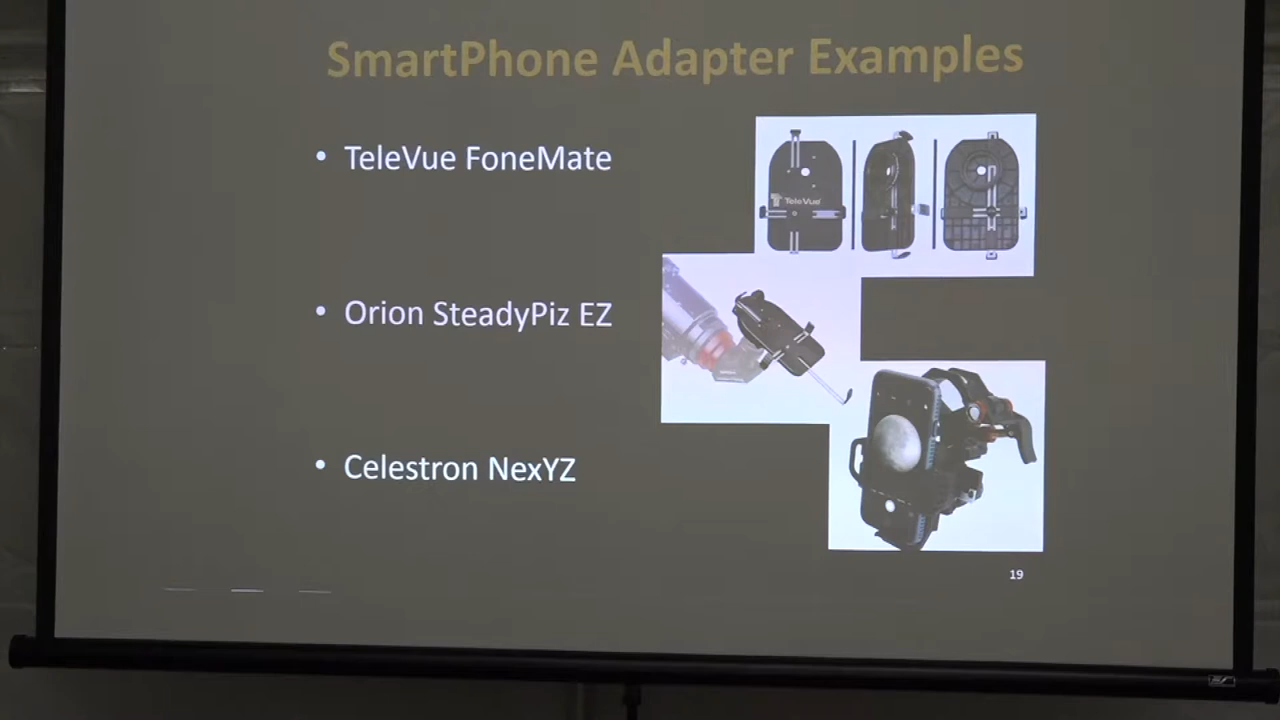 SmartPhone Adapter Examples
• TeleVue FoneMate
TeleVue
• Orion SteadyPiz EZ
• Celestron NexYZ
19